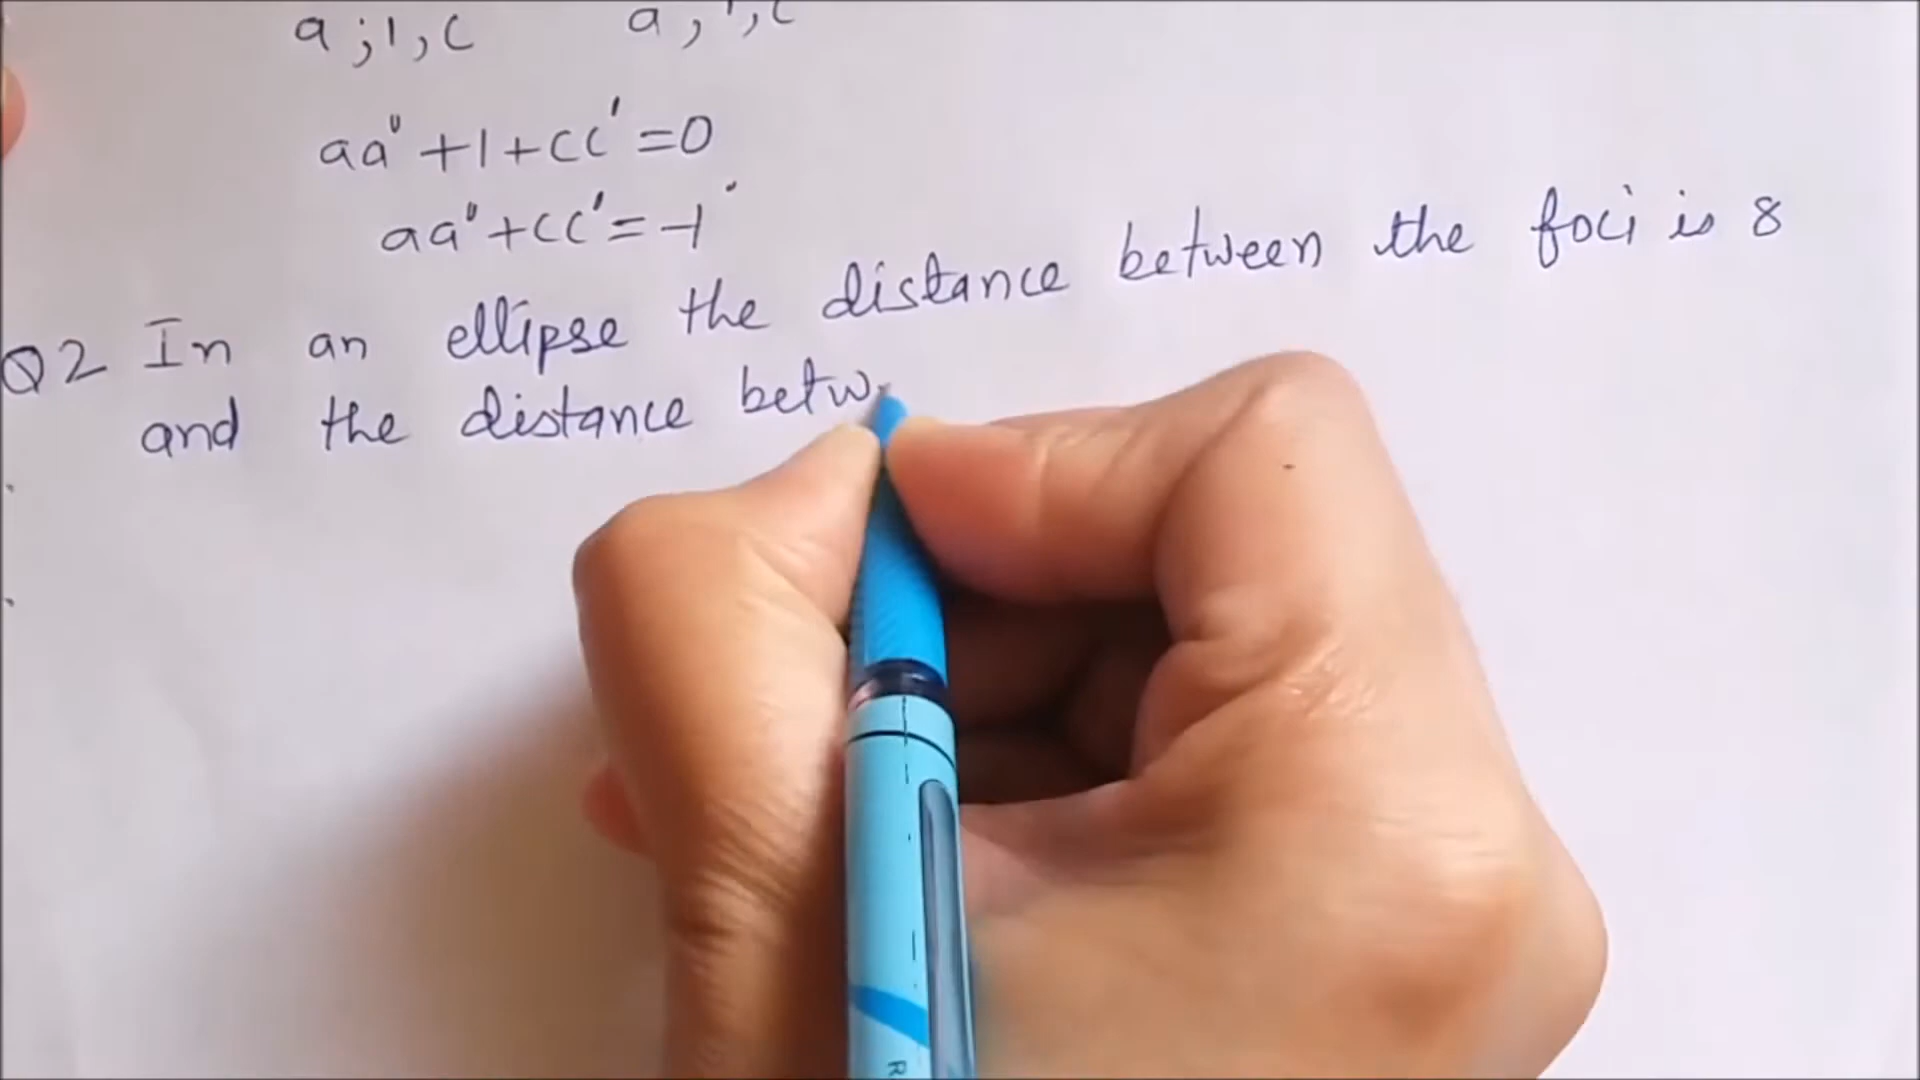 a, 1, c a, 1, c
aa' + 1 + cc' = 0
aa' + cc' = -1
Q2 In an ellipse the distance between the foci is 8
and the distance betw
R